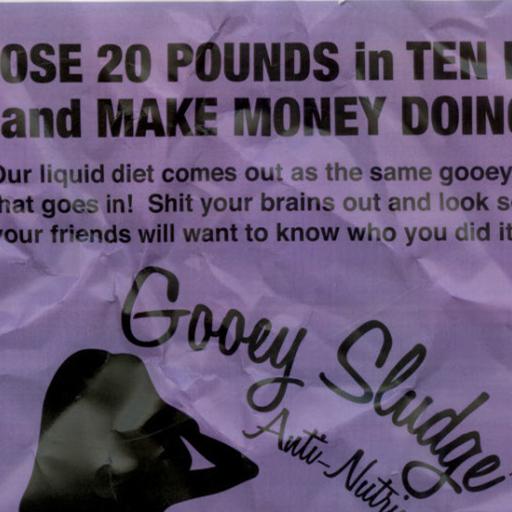 OSE 20 POUNDS in TEN
and MAKE MONEY DOING
Our liquid diet comes out as the same gooey
hat goes in! Shit your brains out and look s
your friends will want to know who you did it
Gooey Sludge
Anti-Nutri